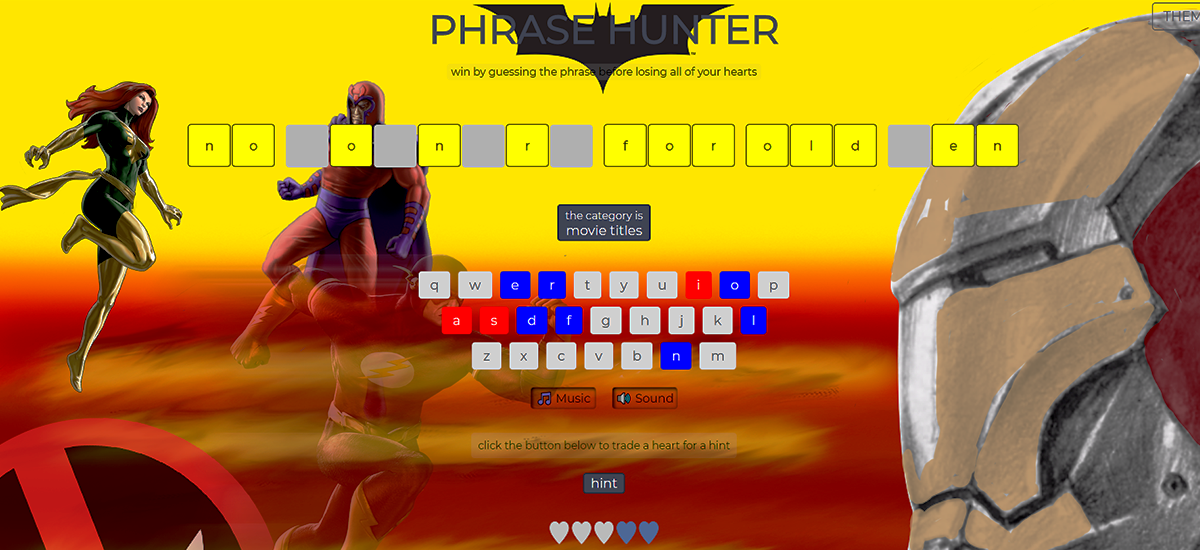 THEM
PHRASE HUNTER
win by guessing the phrase before losing all of your hearts
n o o n r f o r o l d e n
the category is
movie titles
q w e r t y u i o p
a s d f g h j k l
z x c v b n m
Music Sound
click the button below to trade a heart for a hint
hint